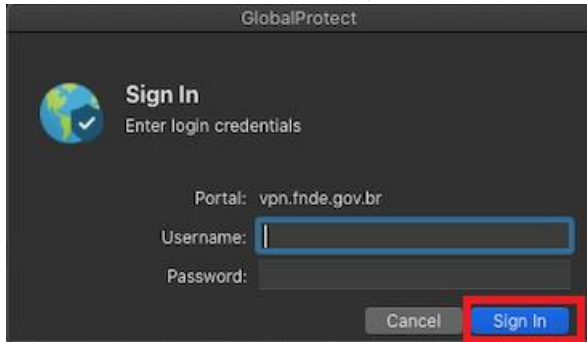 GlobalProtect
Sign In
Enter login credentials
Portal: vpn.fnde.gov.br
Username:
Password:
Cancel Sign In